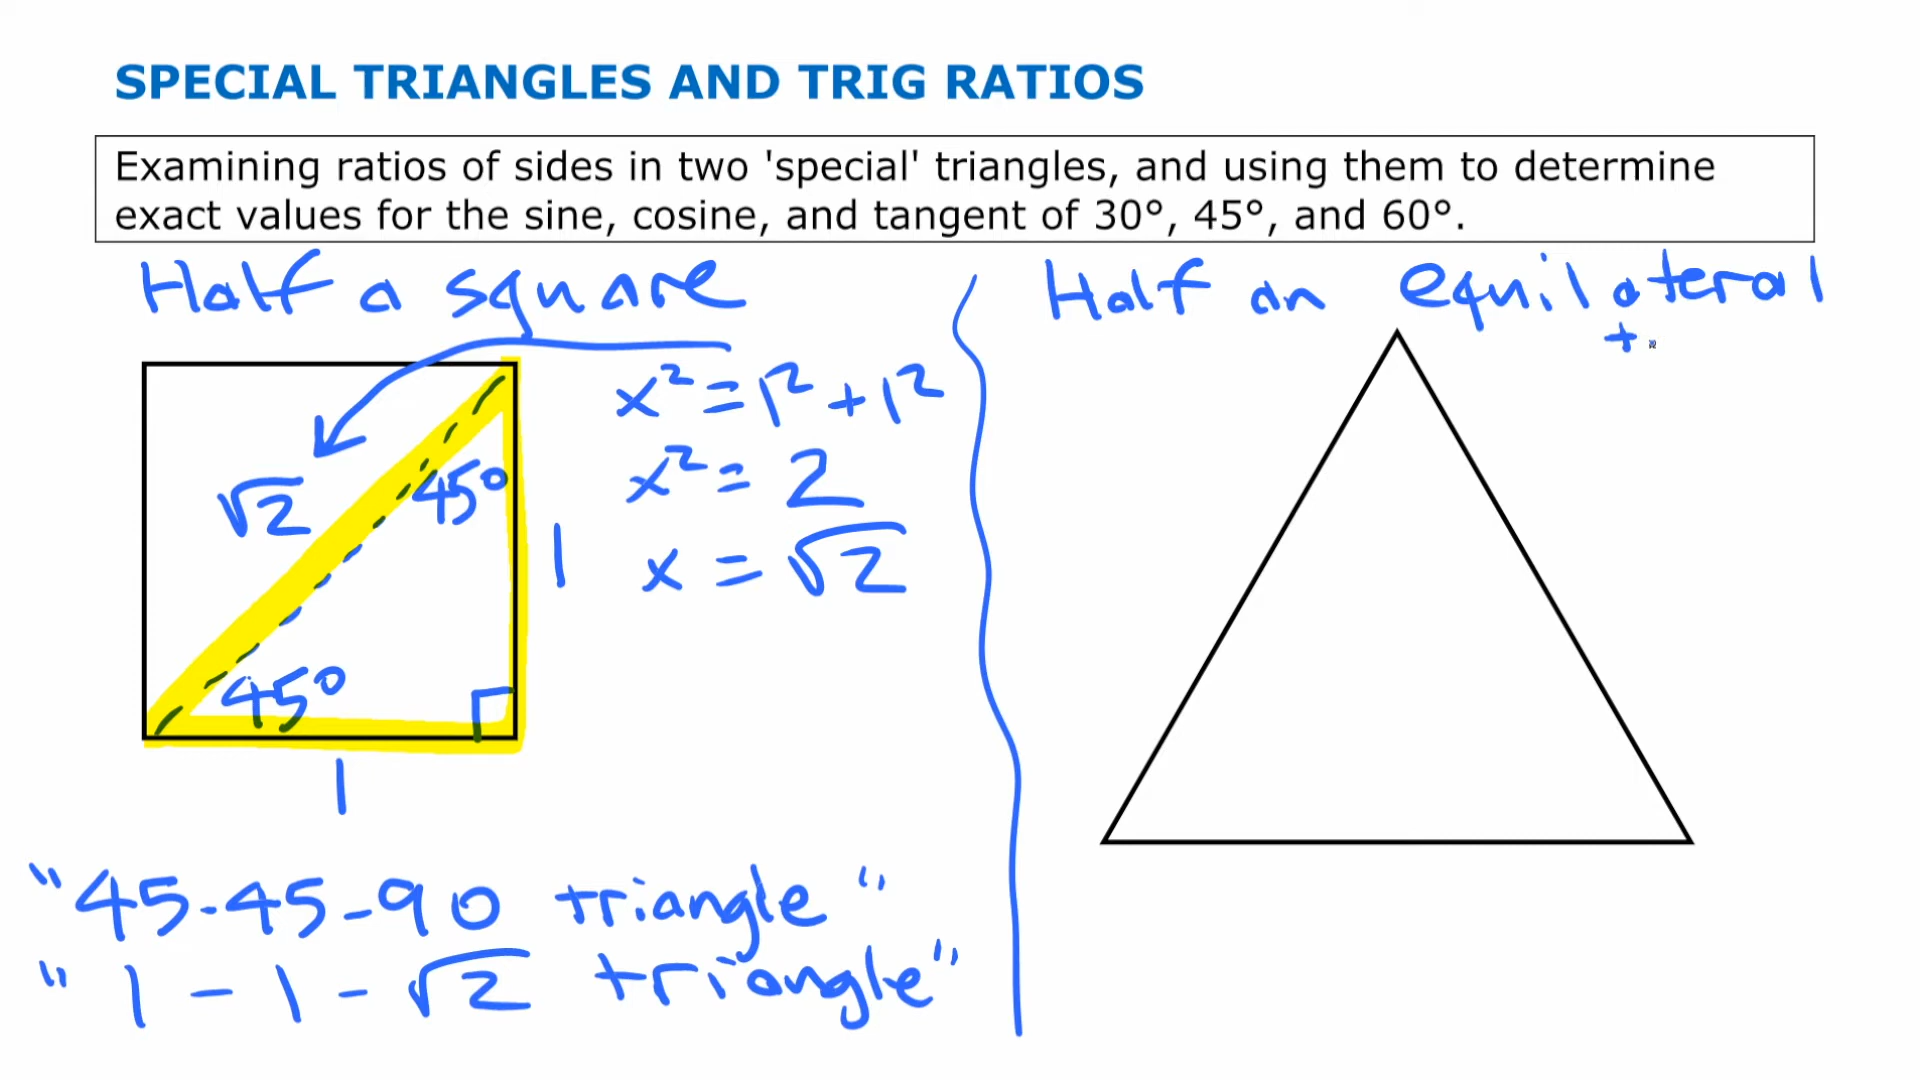 SPECIAL TRIANGLES AND TRIG RATIOS
Examining ratios of sides in two 'special' triangles, and using them to determine
exact values for the sine, cosine, and tangent of 30°, 45°, and 60°.
Half a square
x² = 1² + 1²
x² = 2
x = √2
√2
45°
1
45°
1
"45-45-90 triangle"
"1-1-√2 triangle"
Half an equilateral
t